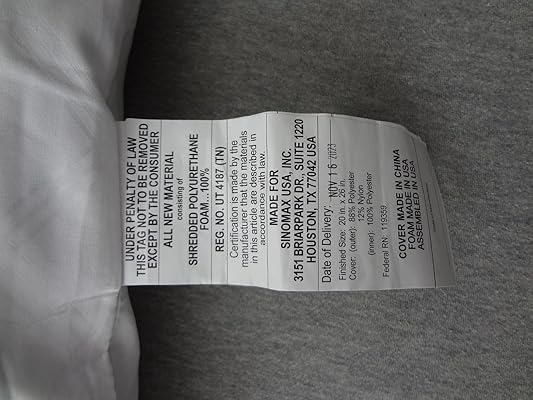 UNDER PENALTY OF LAW
THIS TAG NOT TO BE REMOVED
EXCEPT BY THE CONSUMER
ALL NEW MATERIAL
consisting of
SHREDDED POLYURETHANE
FOAM...100%
REG. NO. UT 4187 (TN)
Certification is made by the
manufacturer that the materials
in this article are described in
accordance with law.
MADE FOR
SINOMAX USA, INC.
3151 BRIARPARK DR., SUITE 1220
HOUSTON, TX 77042 USA
Date of Delivery: NOV 15 2023
Finished Size: 20 in. x 26 in.
Cover: (outer): 88% Polyester
12% Nylon
(inner): 100% Polyester
Federal RN: 119359
COVER MADE IN CHINA
FOAM MADE IN USA
ASSEMBLED IN USA